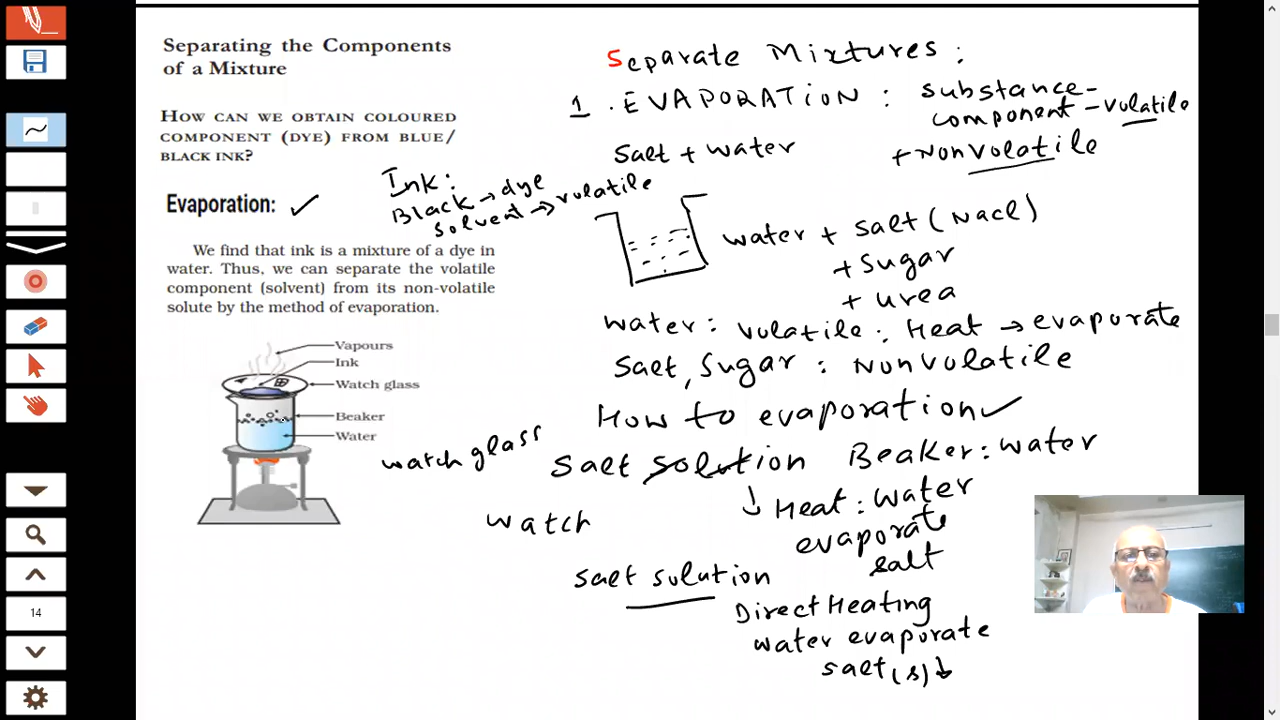 Separating the Components
of a Mixture
HOW CAN WE OBTAIN COLOURED
COMPONENT (DYE) FROM BLUE/
BLACK INK?
Evaporation:
We find that ink is a mixture of a dye in
water. Thus, we can separate the volatile
component (solvent) from its non-volatile
solute by the method of evaporation.
Vapours
Ink
Watch glass
Beaker
Water
Ink:
Black → dye
Solvent → volatile
watch glass
watch
Separate Mixtures:
1. EVAPORATION: substance-
component - volatile
Salt + water
+ Nonvolatile
water + salt (Nacl)
+ Sugar
+ urea
water: volatile: Heat → evaporate
Salt, Sugar: Nonvolatile
How to evaporation✓
Salt solution Beaker: water
↓ Heat: water
evaporate
salt
salt solution
Direct Heating
water evaporate
salt(s)↓
14